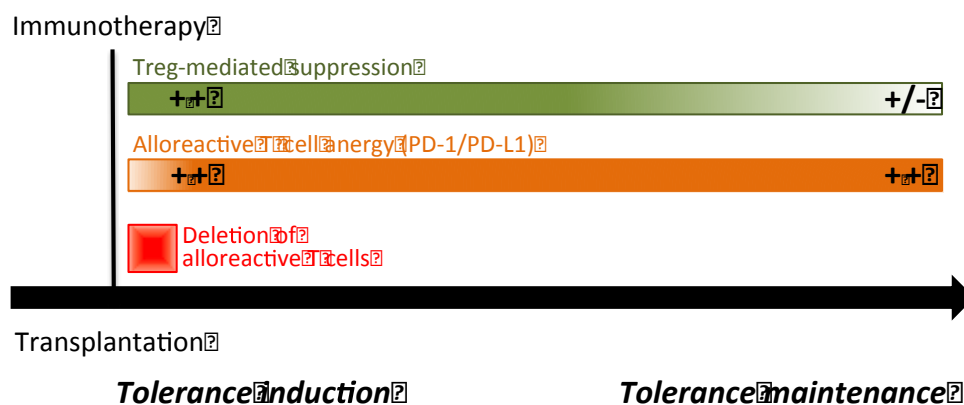 Immunotherapy
Treg-mediated suppression
+ +
+/-
Alloreactive T cell anergy (PD-1/PD-L1)
+ +
+ +
Deletion of
alloreactive T cells
Transplantation
Tolerance induction
Tolerance maintenance